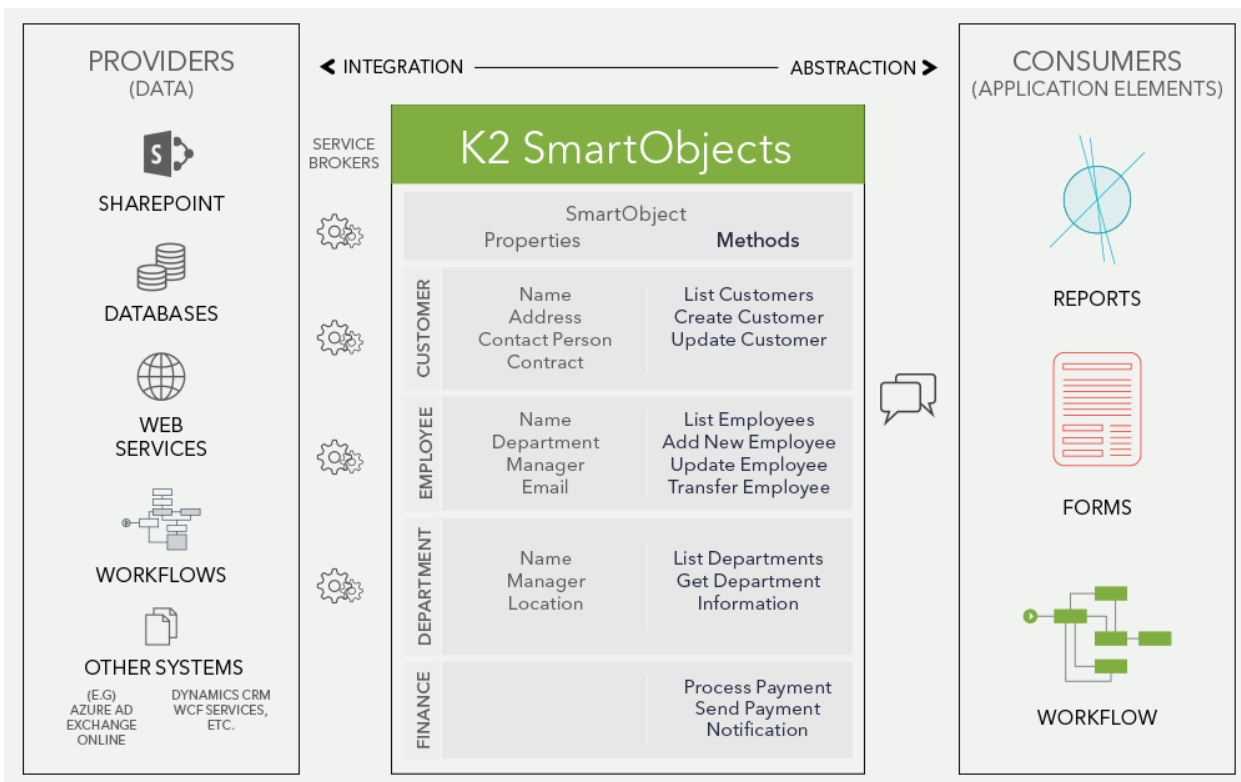 PROVIDERS
(DATA)
SHAREPOINT
DATABASES
WEB
SERVICES
WORKFLOWS
OTHER SYSTEMS
(E.G)
AZURE AD
EXCHANGE
ONLINE
DYNAMICS CRM
WCF SERVICES,
ETC.
INTEGRATION
ABSTRACTION
SERVICE
BROKERS
K2 SmartObjects
SmartObject
Properties
Methods
CUSTOMER
Name
Address
Contact Person
Contract
List Customers
Create Customer
Update Customer
EMPLOYEE
Name
Department
Manager
Email
List Employees
Add New Employee
Update Employee
Transfer Employee
DEPARTMENT
Name
Manager
Location
List Departments
Get Department
Information
FINANCE
Process Payment
Send Payment
Notification
CONSUMERS
(APPLICATION ELEMENTS)
REPORTS
FORMS
WORKFLOW